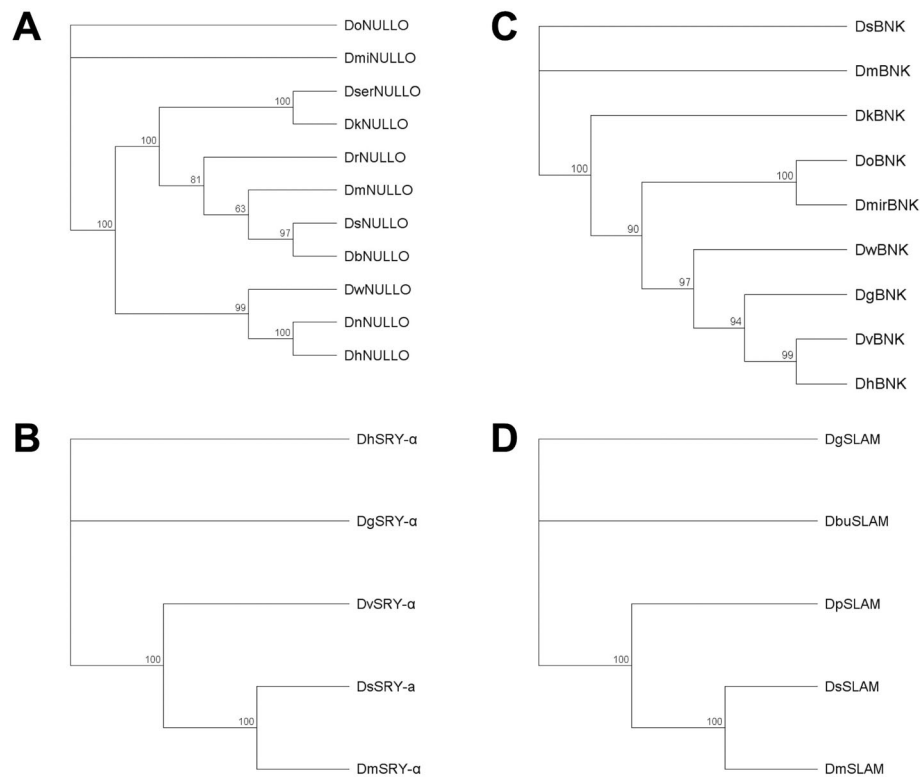 A
DoNULLO
DmiNULLO
DserNULLO
100
DkNULLO
100
DrNULLO
81
DmNULLO
63
DsNULLO
97
DbNULLO
100
DwNULLO
99
DnNULLO
100
DhNULLO
C
DsBNK
DmBNK
DkBNK
100
DoBNK
100
DmirBNK
90
DwBNK
97
DgBNK
94
DvBNK
99
DhBNK
B
DhSRY-α
DgSRY-α
DvSRY-α
100
DsSRY-a
100
DmSRY-α
D
DgSLAM
DbuSLAM
DpSLAM
100
DsSLAM
100
DmSLAM